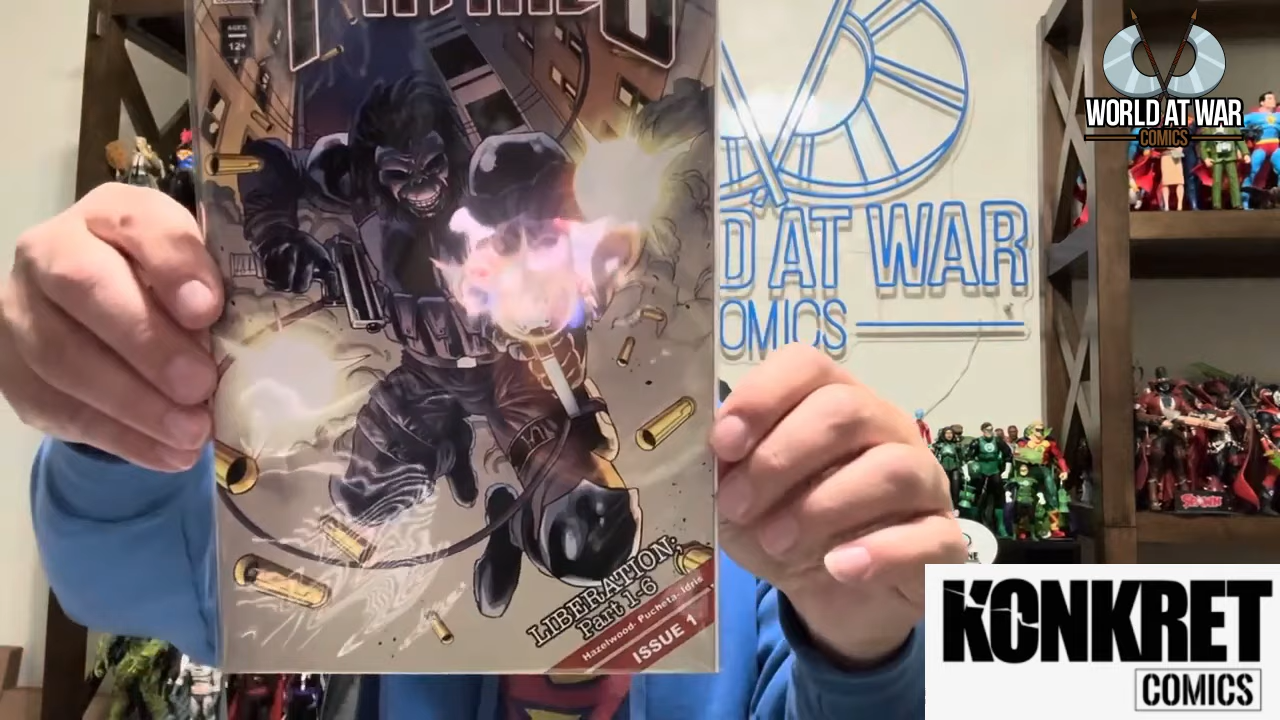 AGES
12+
LIBERATION;
Part 1-6
Hazelwood- Pucheta- Idris
ISSUE 1
D AT WAR
OMICS
WORLD AT WAR
COMICS
KONKRET
COMICS